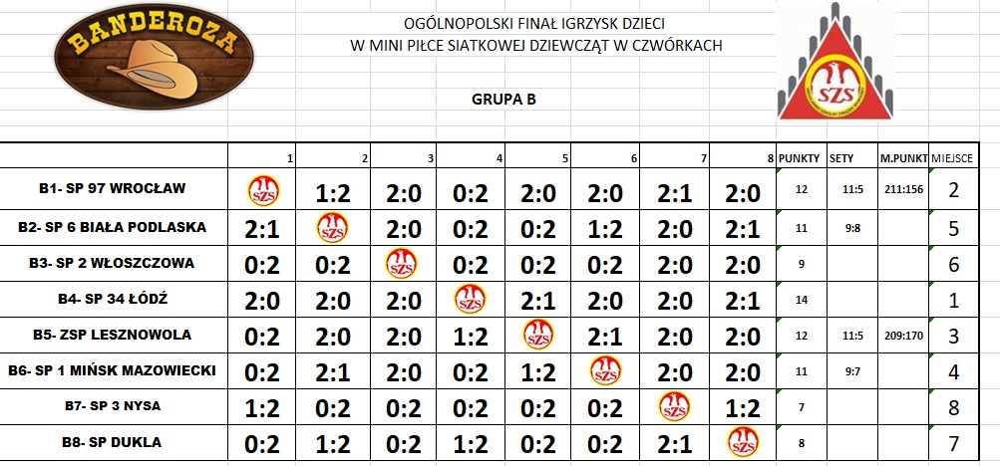 BANDEROZA
OGÓLNOPOLSKI FINAŁ IGRZYSK DZIECI
W MINI PIŁCE SIATKOWEJ DZIEWCZĄT W CZWÓRKACH
GRUPA B
SZS
1 2 3 4 5 6 7 8 PUNKTY SETY M.PUNKT MIEJSCE
B1- SP 97 WROCŁAW SZS 1:2 2:0 0:2 2:0 2:0 2:1 2:0 12 11:5 211:156 2
B2- SP 6 BIAŁA PODLASKA 2:1 SZS 2:0 0:2 0:2 1:2 2:0 2:1 11 9:8 5
B3- SP 2 WŁOSZCZOWA 0:2 0:2 SZS 0:2 0:2 0:2 2:0 2:0 9 6
B4- SP 34 ŁÓDŹ 2:0 2:0 2:0 SZS 2:1 2:0 2:0 2:1 14 1
B5- ZSP LESZNOWOLA 0:2 2:0 2:0 1:2 SZS 2:1 2:0 2:0 12 11:5 209:170 3
B6- SP 1 MIŃSK MAZOWIECKI 0:2 2:1 2:0 0:2 1:2 SZS 2:0 2:0 11 9:7 4
B7- SP 3 NYSA 1:2 0:2 0:2 0:2 0:2 0:2 SZS 1:2 7 8
B8- SP DUKLA 0:2 1:2 0:2 1:2 0:2 0:2 2:1 SZS 8 7